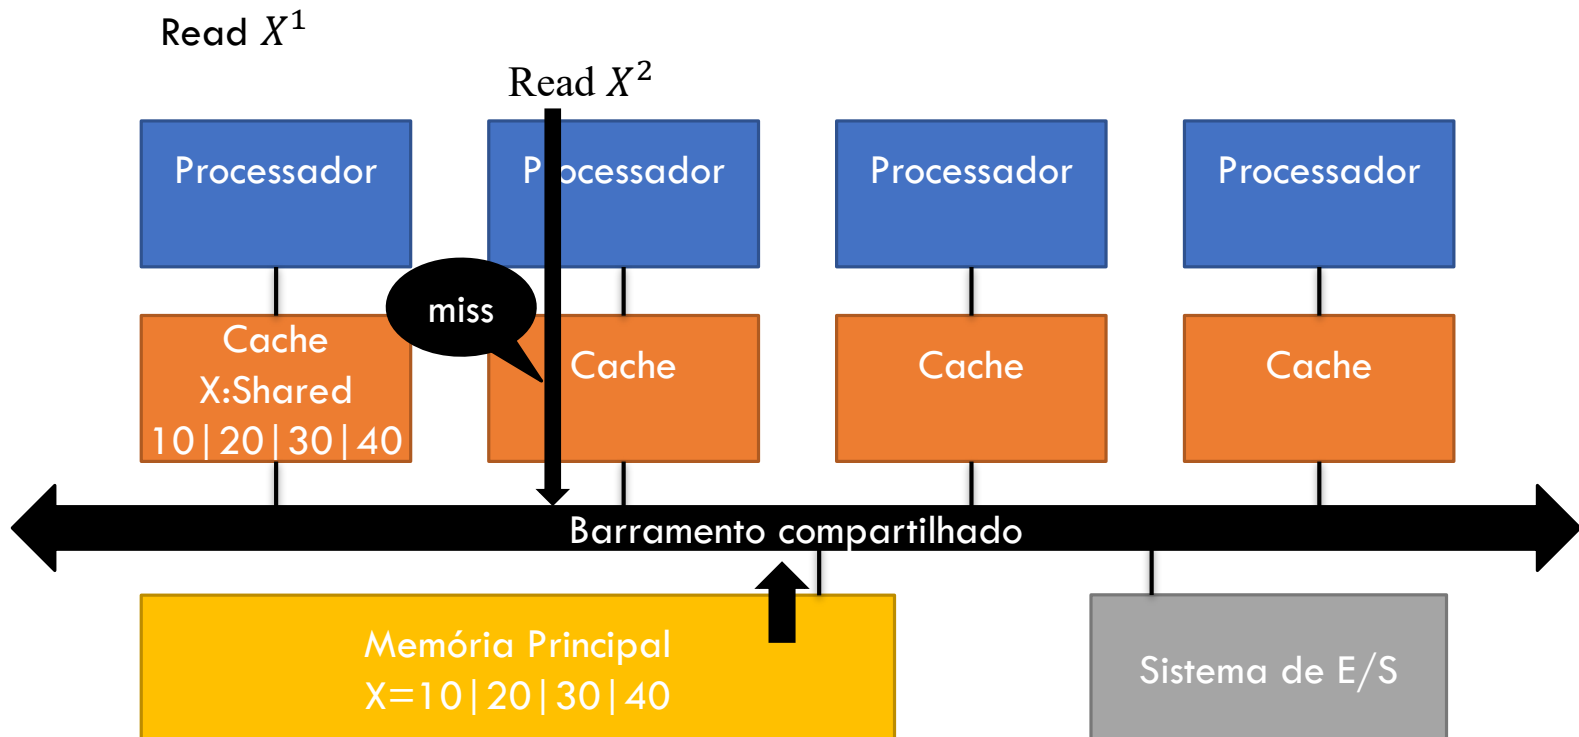 Read X¹
Read X²
Processador
Processador
Processador
Processador
miss
Cache
X:Shared
10|20|30|40
Cache
Cache
Cache
Barramento compartilhado
Memória Principal
X=10|20|30|40
Sistema de E/S